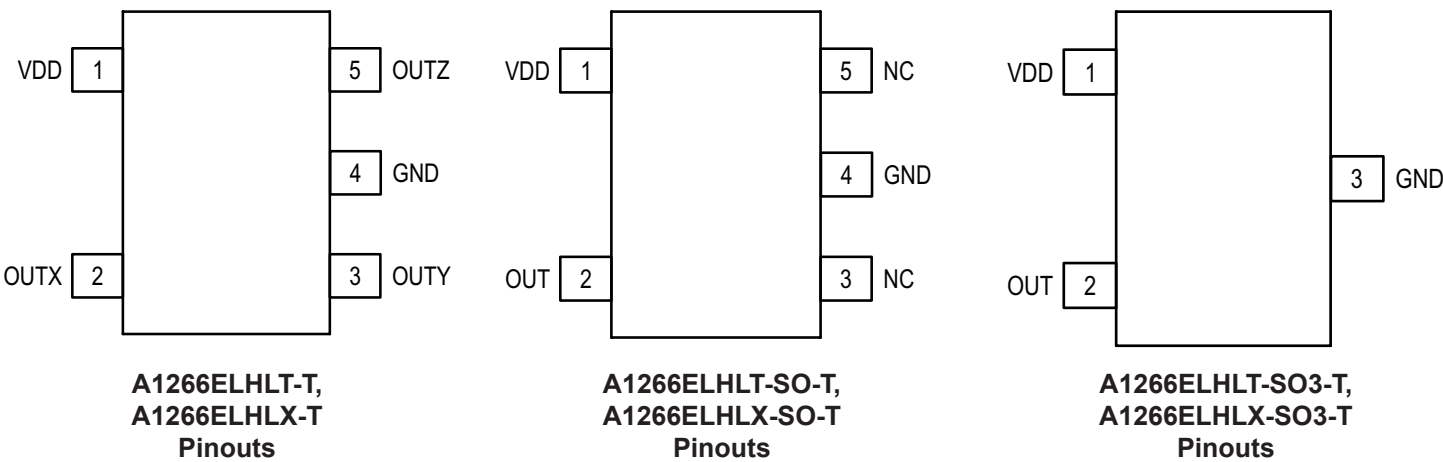 VDD 1
5 OUTZ
4 GND
OUTX 2
3 OUTY
A1266ELHLT-T,
A1266ELHLX-T
Pinouts
VDD 1
5 NC
4 GND
OUT 2
3 NC
A1266ELHLT-SO-T,
A1266ELHLX-SO-T
Pinouts
VDD 1
3 GND
OUT 2
A1266ELHLT-SO3-T,
A1266ELHLX-SO3-T
Pinouts